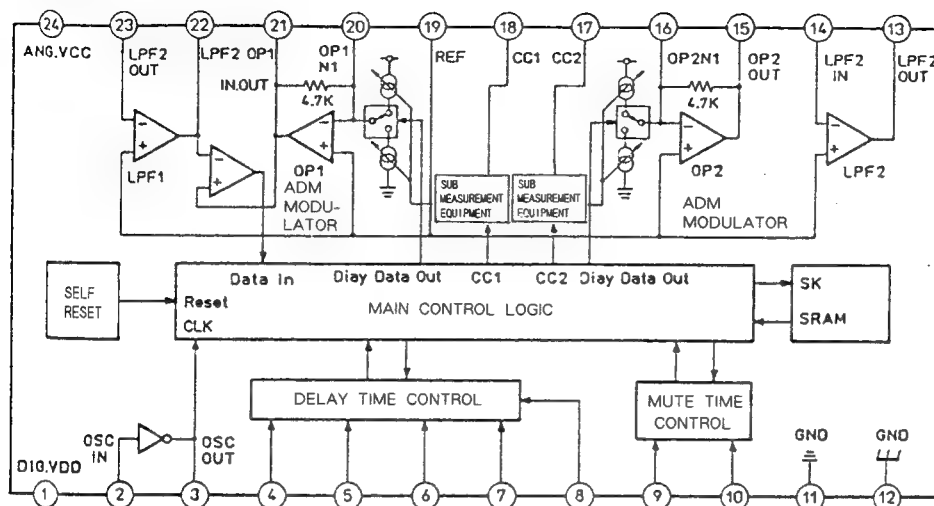 24 23 22 21 20 19 18 17 16 15 14 13
ANG.VCC
LPF2 OUT
LPF2 IN.
OP1 OUT
OP1 N1
REF
CC1
CC2
OP2N1
OP2 OUT
LPF2 IN
LPF2 OUT
4.7K
4.7K
LPF1
OP1
ADM MODU-
LATOR
SUB
MEASUREMENT
EQUIPMENT
SUB
MEASUREMENT
EQUIPMENT
OP2
ADM
MODULATOR
LPF2
Data In
Diay Data Out
CC1
CC2
Diay Data Out
SELF
RESET
Reset
MAIN CONTROL LOGIC
CLK
SK
SRAM
DELAY TIME CONTROL
MUTE TIME
CONTROL
OSC
IN
OSC
OUT
GND
GND
DIG.VDD
1 2 3 4 5 6 7 8 9 10 11 12